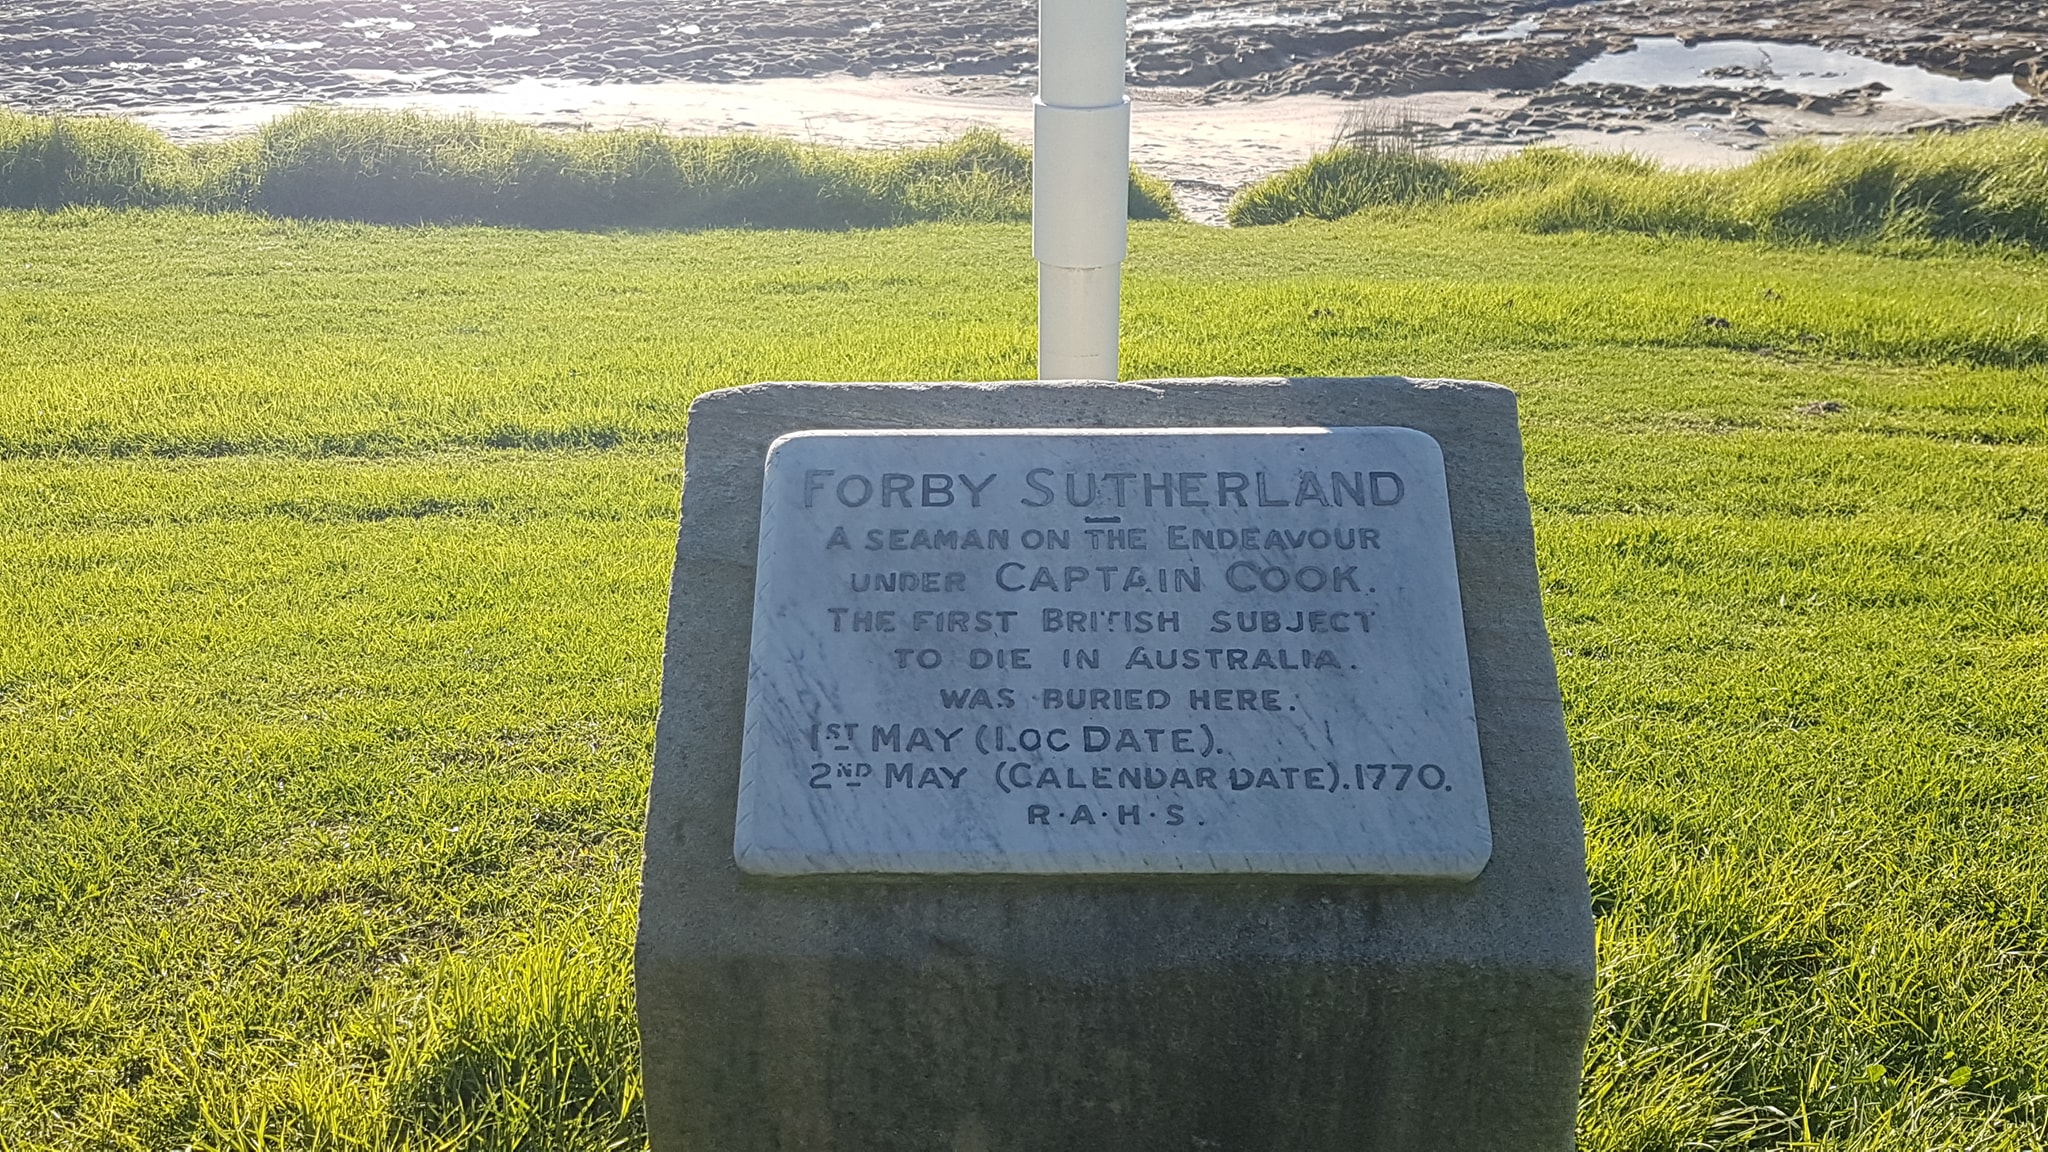 FORBY SUTHERLAND
A SEAMAN ON THE ENDEAVOUR
UNDER CAPTAIN COOK.
THE FIRST BRITISH SUBJECT
TO DIE IN AUSTRALIA.
WAS BURIED HERE.
1ST MAY (LOC DATE).
2ND MAY (CALENDAR DATE).1770.
R·A·H·S.